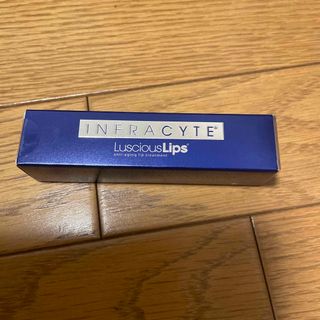 INFRACYTE®
LusciousLips®
anti-aging lip treatment